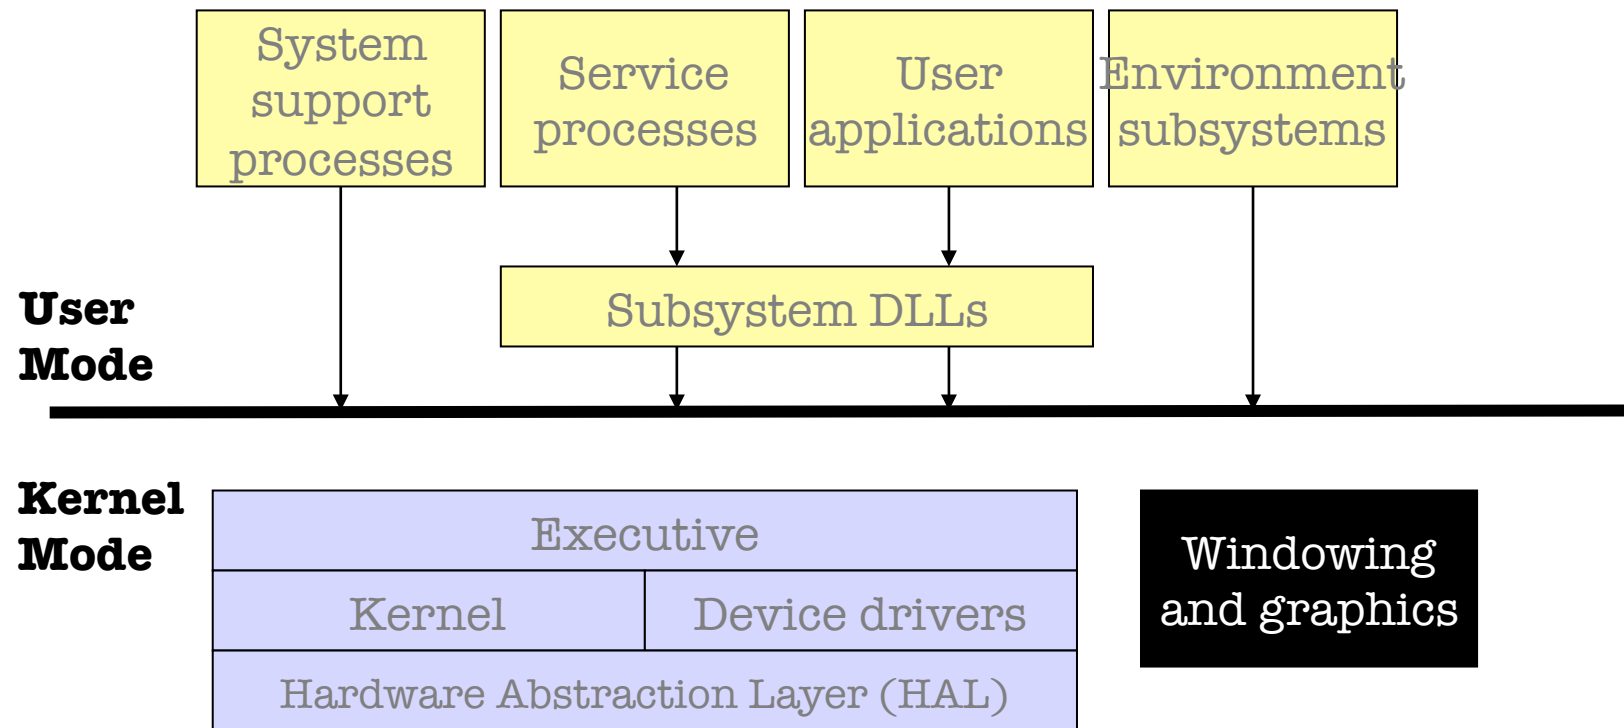 System
support
processes
Service
processes
User
applications
Environment
subsystems
Subsystem DLLs
User
Mode
Kernel
Mode
Executive
Kernel
Device drivers
Hardware Abstraction Layer (HAL)
Windowing
and graphics